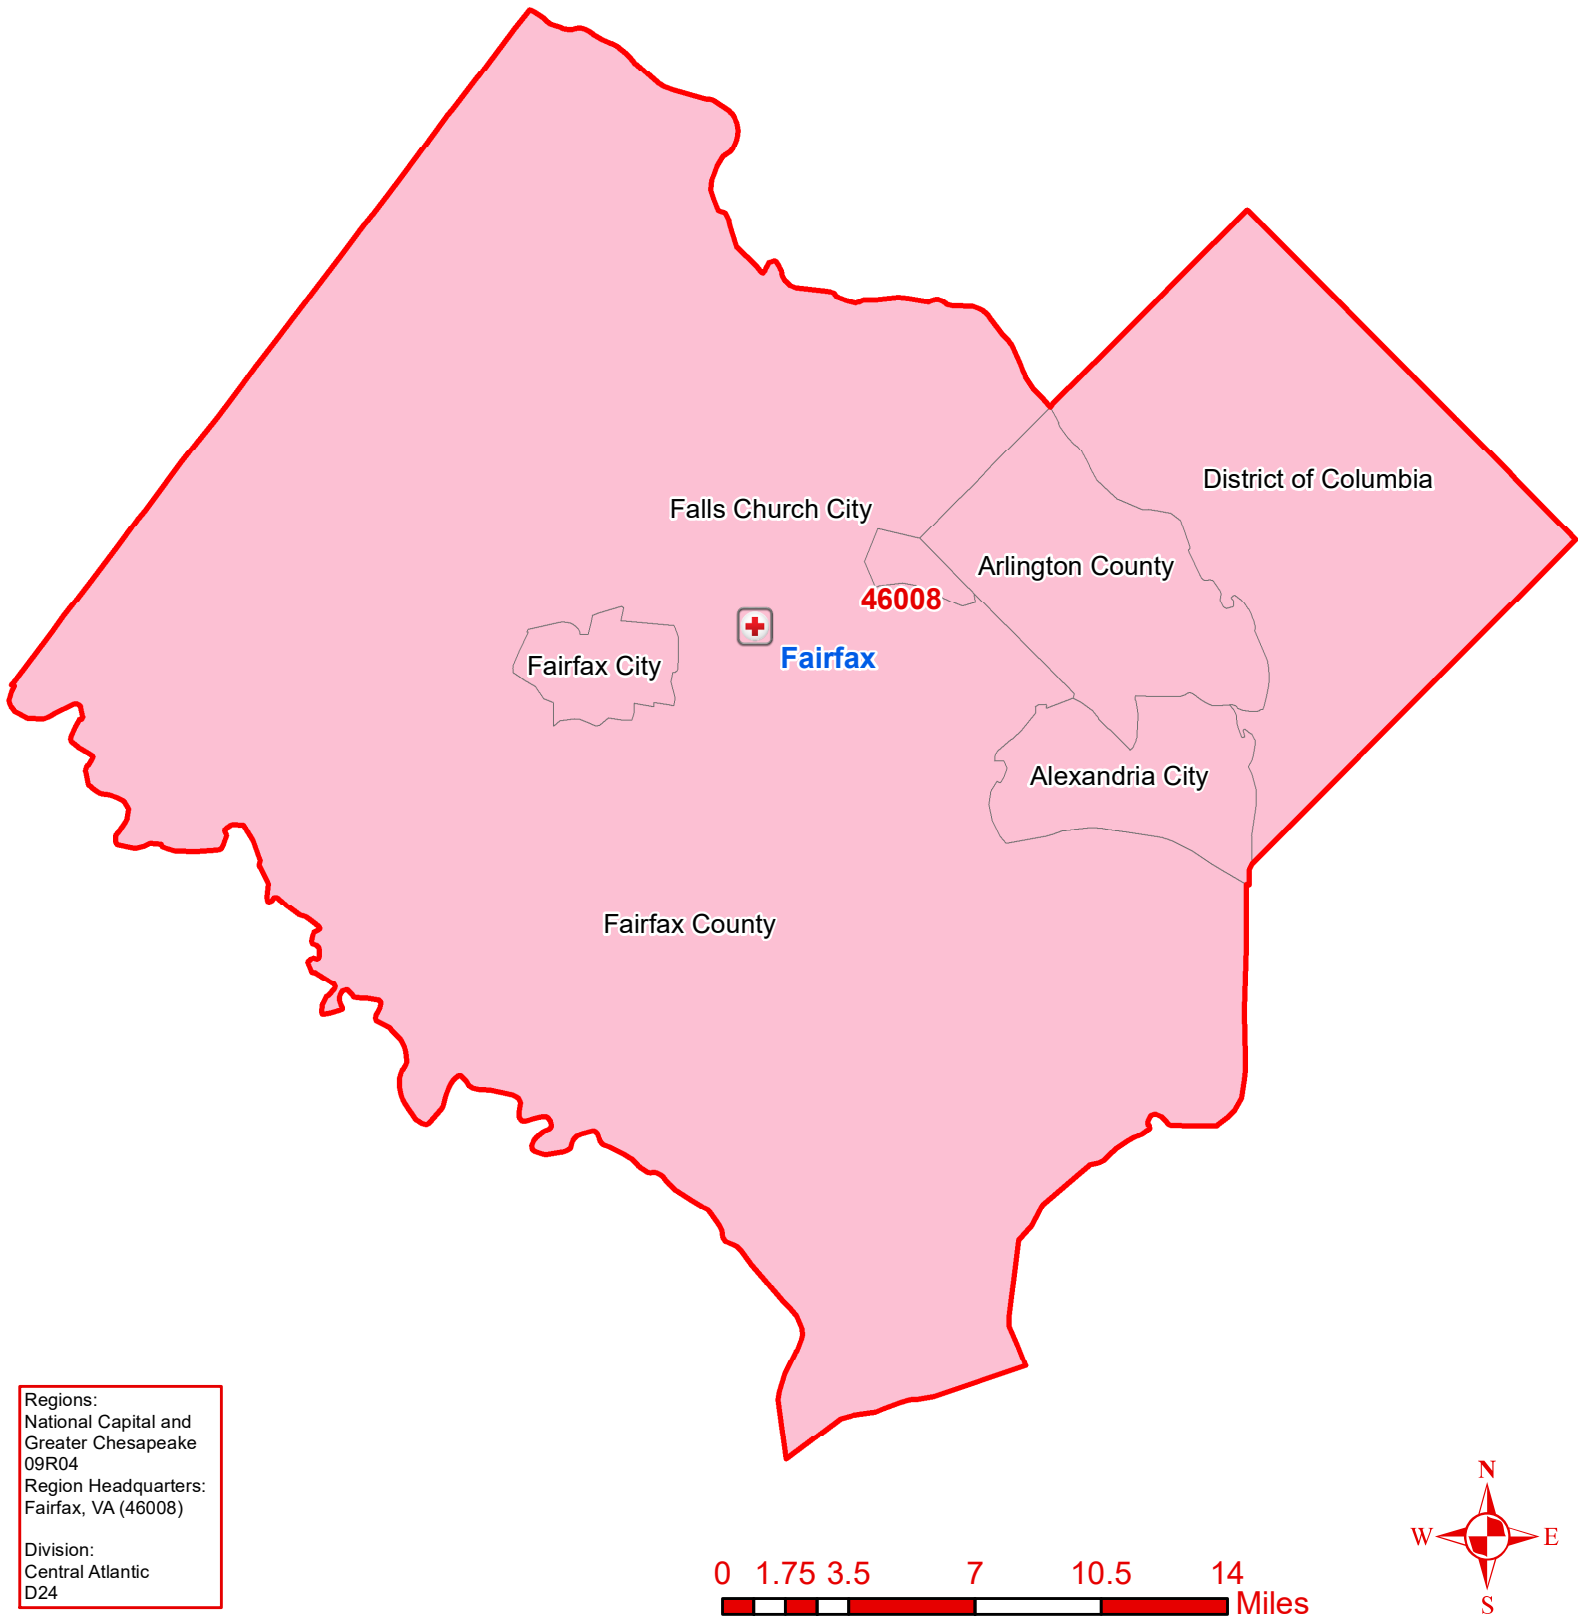 District of Columbia
Falls Church City
Arlington County
46008
Fairfax
Fairfax City
Alexandria City
Fairfax County
Regions:
National Capital and
Greater Chesapeake
09R04
Region Headquarters:
Fairfax, VA (46008)
Division:
Central Atlantic
D24
0 1.75 3.5 7 10.5 14
Miles
N
W E
S